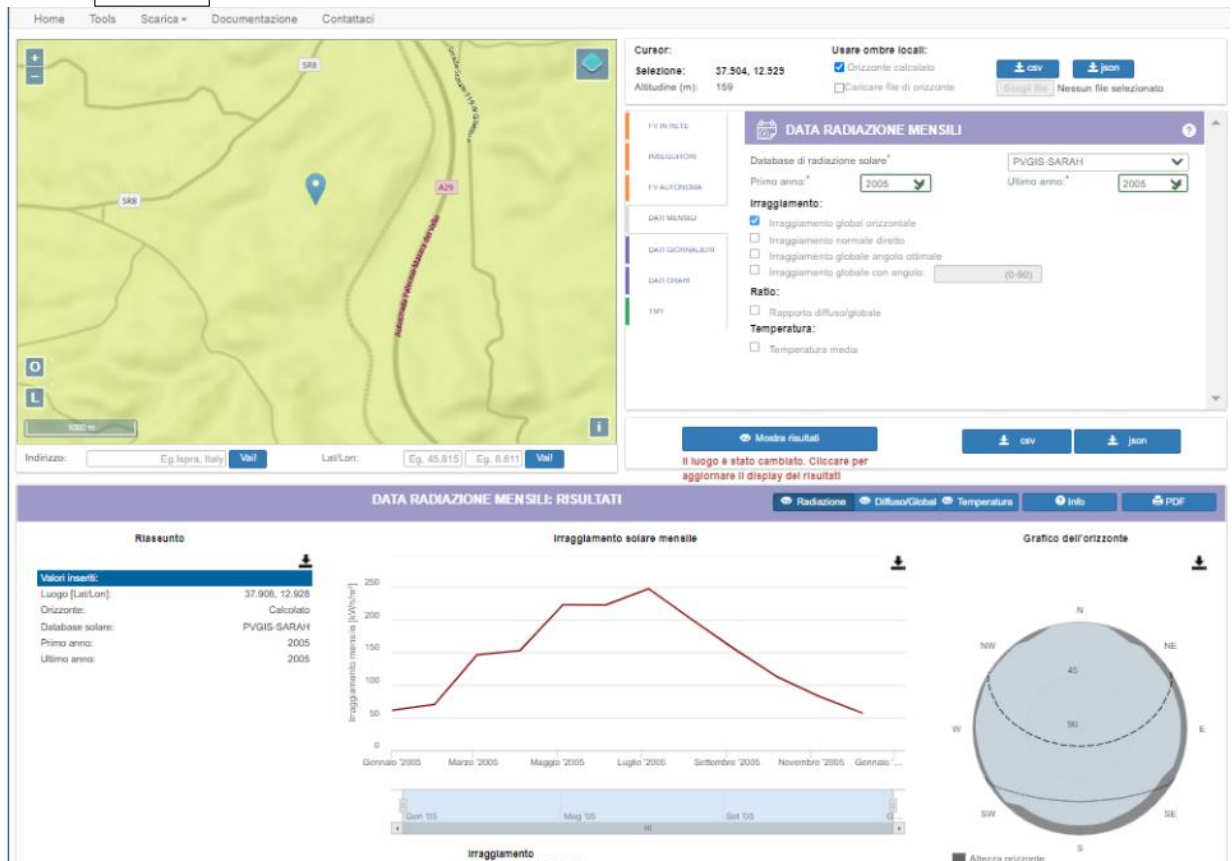 Home Tools Scarica Documentazione Contattaci
+
−
SR8
SR8
A29
Autostrada Palermo-Mazara del Vallo
O
L
1000 m
i
Indirizzo: Eg.Ispra, Italy Vai! Lat/Lon: Eg, 45.815 Eg, 8.611 Vai!
Cursor:
Selezione: 37.904, 12.929
Altitudine (m): 159
Usare ombre locali:
Orizzonte calcolato
Caricare file di orizzonte
csv json
Scegli file Nessun file selezionato
FV IN RETE
INSEGUITORI
FV AUTONOMIA
DATI MENSILI
DATI GIORNALIERI
DATI ORARI
TMY
DATA RADIAZIONE MENSILI ?
Database di radiazione solare* PVGIS-SARAH
Primo anno:* 2005 Ultimo anno:* 2005
Irraggiamento:
Irraggiamento global orizzontale
Irraggiamento normale diretto
Irraggiamento globale angolo ottimale
Irraggiamento globale con angolo: (0-90)
Ratio:
Rapporto diffuso/globale
Temperatura:
Temperatura media
Mostra risultati csv json
Il luogo è stato cambiato. Cliccare per
aggiornare il display dei risultati
DATA RADIAZIONE MENSILI: RISULTATI Radiazione Diffuso/Global Temperatura Info PDF
Riassunto
Valori inseriti:
Luogo [Lat/Lon]: 37.908, 12.928
Orizzonte: Calcolato
Database solare: PVGIS-SARAH
Primo anno: 2005
Ultimo anno: 2005
Irraggiamento solare mensile
Irraggiamento mensile [kWh/m²]
250
200
150
100
50
0
Gennaio '2005 Marzo '2005 Maggio '2005 Luglio '2005 Settembre '2005 Novembre '2005 Gennaio '...
Gen '05 Mag '05 Set '05 G...
Irraggiamento
Grafico dell'orizzonte
N
NW NE
45
W 90 E
SW SE
S
Altezza orizzonte